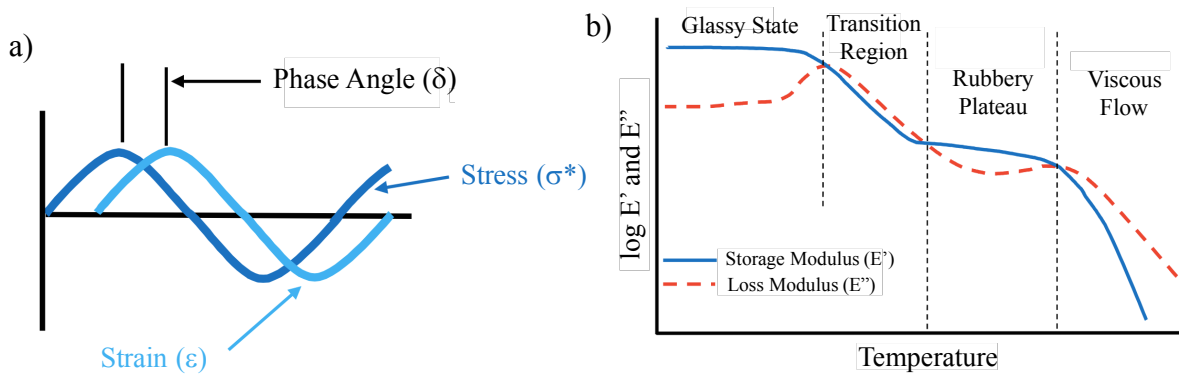 a)
Phase Angle (δ)
Stress (σ*)
Strain (ε)
b)
Glassy State
Transition
Region
Rubbery
Plateau
Viscous
Flow
log E' and E"
Storage Modulus (E')
Loss Modulus (E")
Temperature